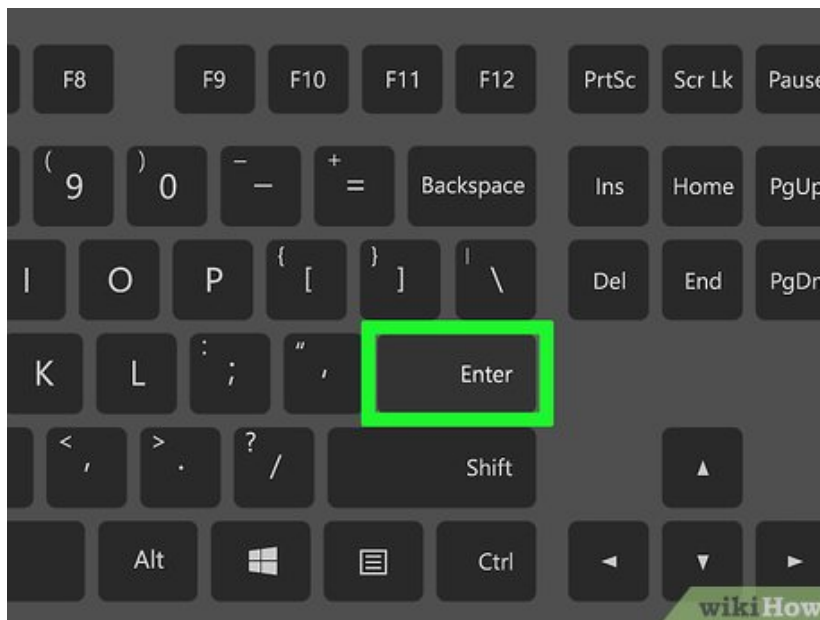 F8 F9 F10 F11 F12 PrtSc Scr Lk Pause
( ) _ +
9 0 - = Backspace Ins Home PgUp
{ } |
I O P [ ] \ Del End PgDn
: "
K L ; ' Enter
< > ?
, . / Shift
Alt Ctrl
wikiHow